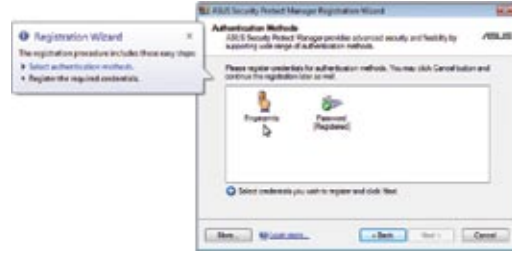 Registration Wizard
The registration procedure includes these easy steps:
Select authentication methods.
Register the required credentials.
ASUS Security Protect Manager Registration Wizard
Authentication Methods
ASUS Security Protect Manager provides advanced security and flexibility by
supporting wide range of authentication methods.
ASUS
Please register credentials for authentication methods. You may click Cancel button and
continue the registration later as well.
Fingerprints
Password
[Registered]
Select credentials you wish to register and click Next.
More...
Learn more...
< Back
Next >
Cancel